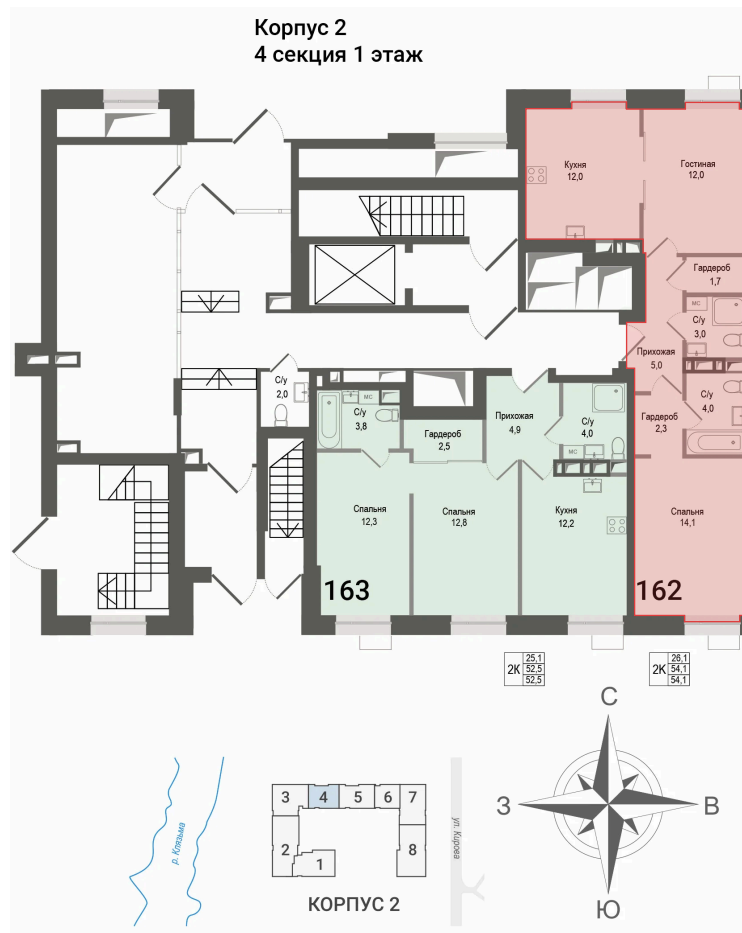 Корпус 2
4 секция 1 этаж
Кухня
12,0
Гостиная
12,0
Гардероб
1,7
МС
С/у
3,0
Прихожая
5,0
С/у
2,0
МС
С/у
3,8
Гардероб
2,5
Прихожая
4,9
С/у
4,0
МС
Гардероб
2,3
С/у
4,0
Спальня
12,3
Спальня
12,8
Кухня
12,2
Спальня
14,1
163
162
2К
25,1
52,5
52,5
2К
26,1
54,1
54,1
С
З
В
Ю
р. Клязьма
3
4
5
6
7
2
1
8
КОРПУС 2
ул. Кирова